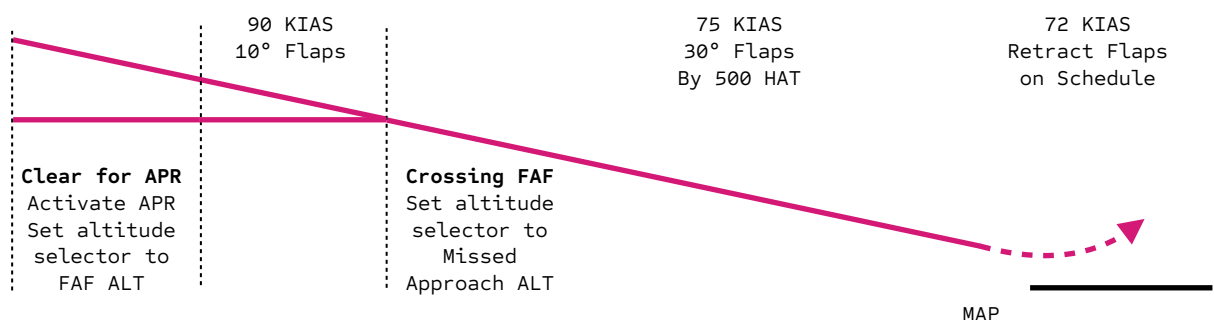 90 KIAS
10° Flaps
75 KIAS
30° Flaps
By 500 HAT
72 KIAS
Retract Flaps
on Schedule
Clear for APR
Activate APR
Set altitude
selector to
FAF ALT
Crossing FAF
Set altitude
selector to
Missed
Approach ALT
MAP